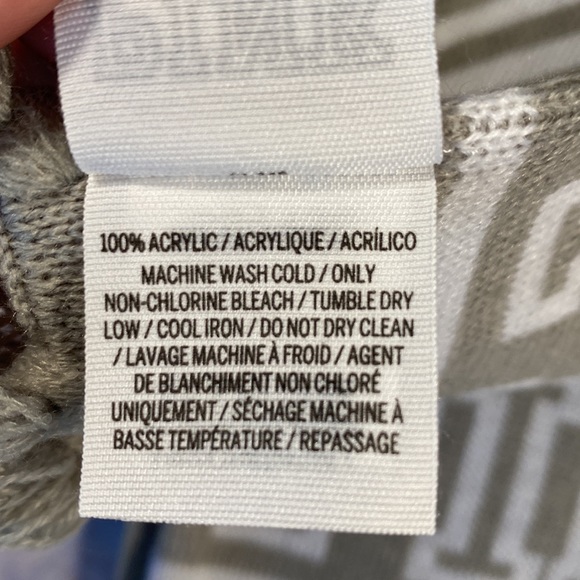 100% ACRYLIC / ACRYLIQUE / ACRÍLICO
MACHINE WASH COLD / ONLY
NON-CHLORINE BLEACH / TUMBLE DRY
LOW / COOL IRON / DO NOT DRY CLEAN
/ LAVAGE MACHINE À FROID / AGENT
DE BLANCHIMENT NON CHLORÉ
UNIQUEMENT / SÉCHAGE MACHINE À
BASSE TEMPÉRATURE / REPASSAGE